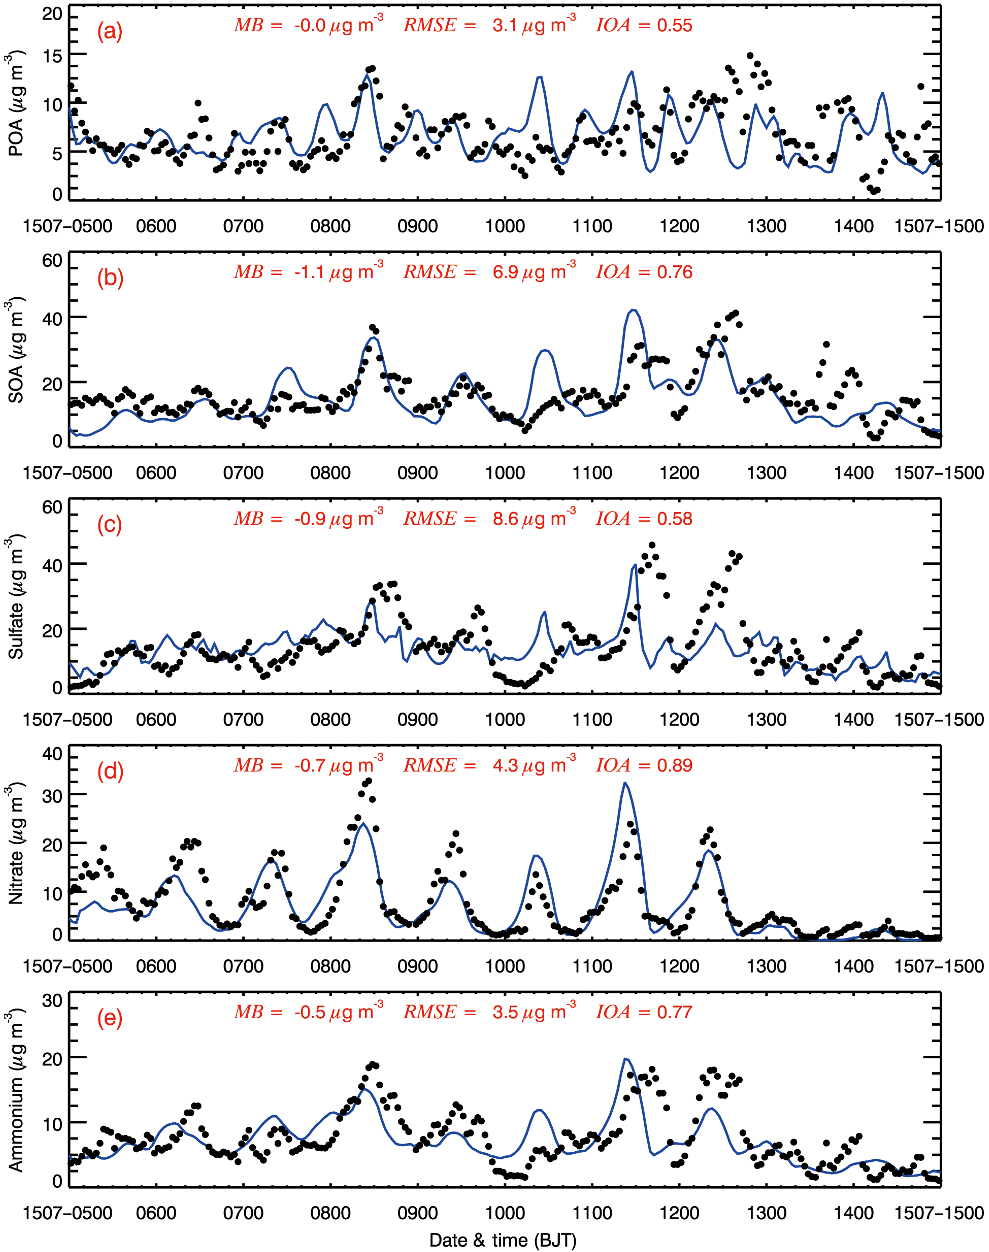 (a) MB = -0.0 μg m-3 RMSE = 3.1 μg m-3 IOA = 0.55
POA (μg m-3)
20
15
10
5
0
1507-0500 0600 0700 0800 0900 1000 1100 1200 1300 1400 1507-1500
(b) MB = -1.1 μg m-3 RMSE = 6.9 μg m-3 IOA = 0.76
SOA (μg m-3)
60
40
20
0
1507-0500 0600 0700 0800 0900 1000 1100 1200 1300 1400 1507-1500
(c) MB = -0.9 μg m-3 RMSE = 8.6 μg m-3 IOA = 0.58
Sulfate (μg m-3)
60
40
20
0
1507-0500 0600 0700 0800 0900 1000 1100 1200 1300 1400 1507-1500
(d) MB = -0.7 μg m-3 RMSE = 4.3 μg m-3 IOA = 0.89
Nitrate (μg m-3)
40
30
20
10
0
1507-0500 0600 0700 0800 0900 1000 1100 1200 1300 1400 1507-1500
(e) MB = -0.5 μg m-3 RMSE = 3.5 μg m-3 IOA = 0.77
Ammonium (μg m-3)
30
20
10
0
1507-0500 0600 0700 0800 0900 1000 1100 1200 1300 1400 1507-1500
Date & time (BJT)